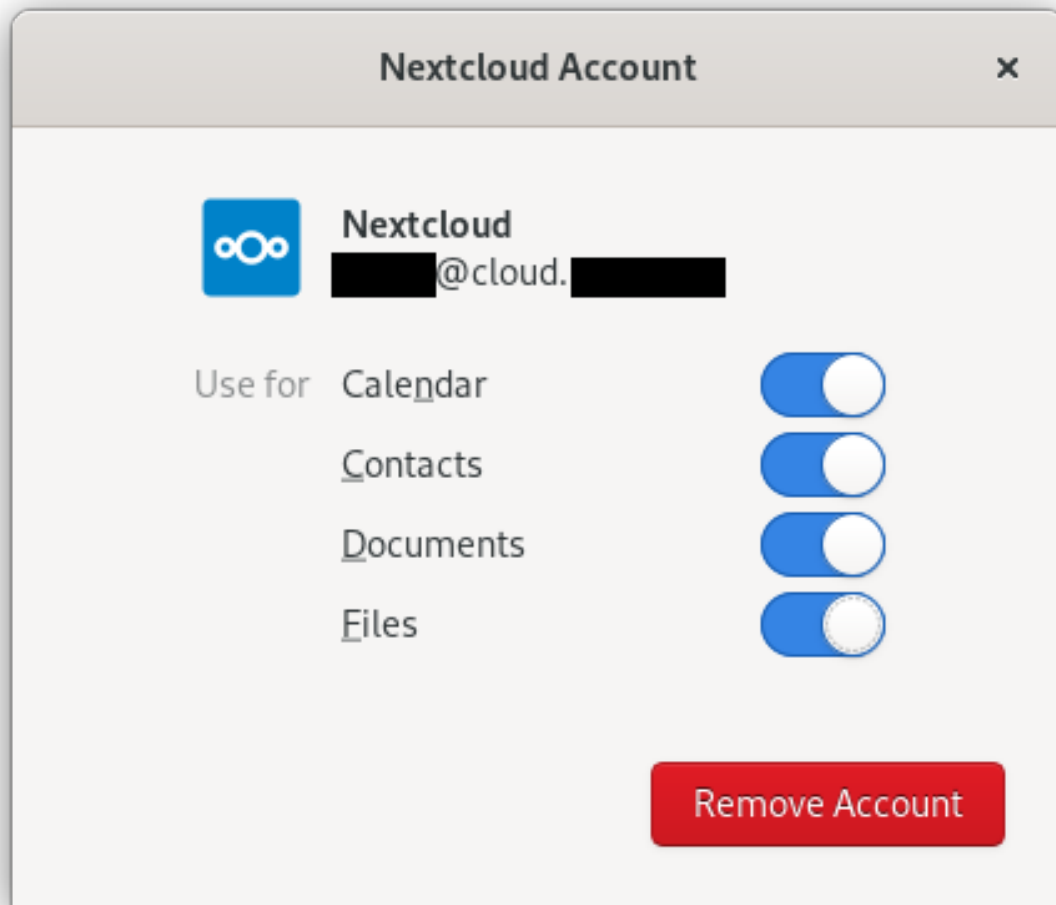 Nextcloud Account
Nextcloud
@cloud.
Use for Calendar
Contacts
Documents
Files
Remove Account